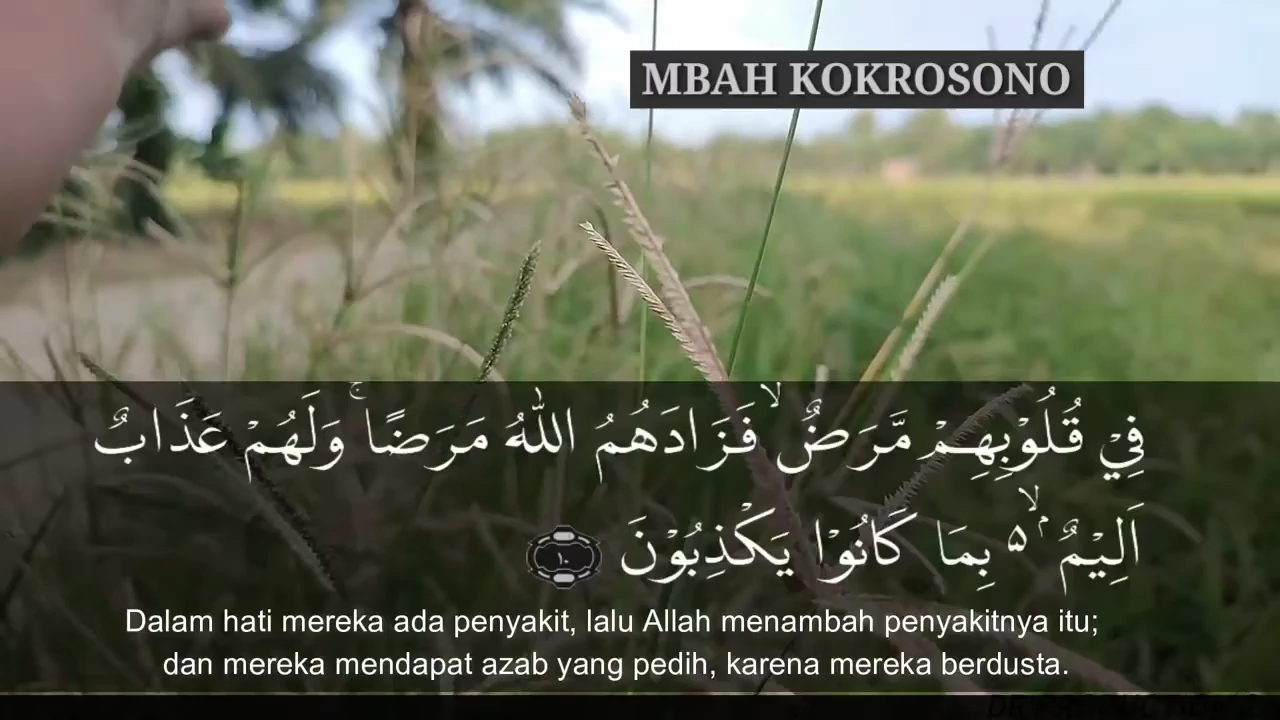 MBAH KOKROSONO
فِيْ قُلُوْبِهِمْ مَّرَضٌ ۙ فَزَادَهُمُ اللّٰهُ مَرَضًا ۚ وَلَهُمْ عَذَابٌ
اَلِيْمٌ ۢ ۙ ۵ بِمَا كَانُوْا يَكْذِبُوْنَ ١٠
Dalam hati mereka ada penyakit, lalu Allah menambah penyakitnya itu;
dan mereka mendapat azab yang pedih, karena mereka berdusta.